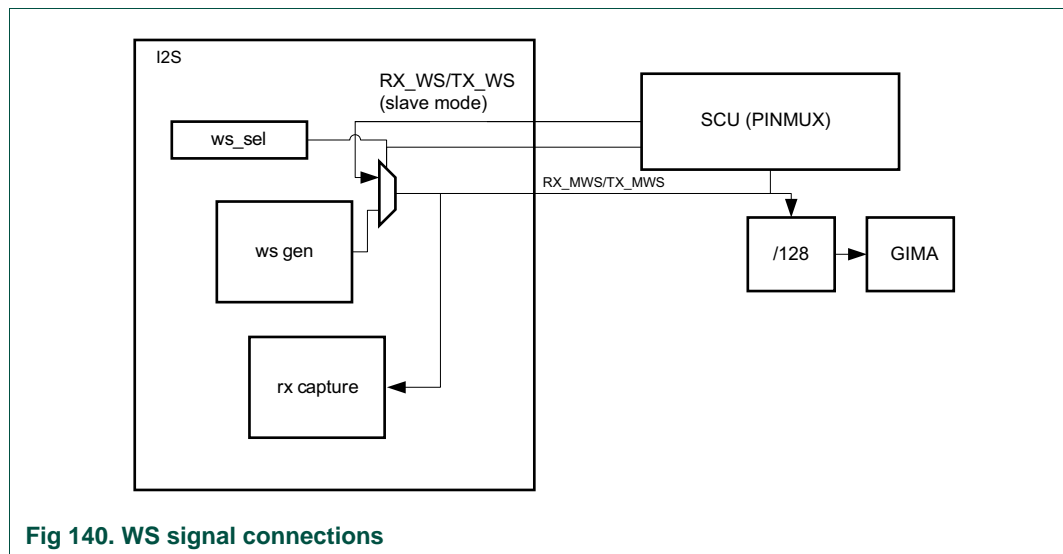 I2S
RX_WS/TX_WS
(slave mode)
SCU (PINMUX)
ws_sel
RX_MWS/TX_MWS
ws gen
/128
GIMA
rx capture
Fig 140. WS signal connections